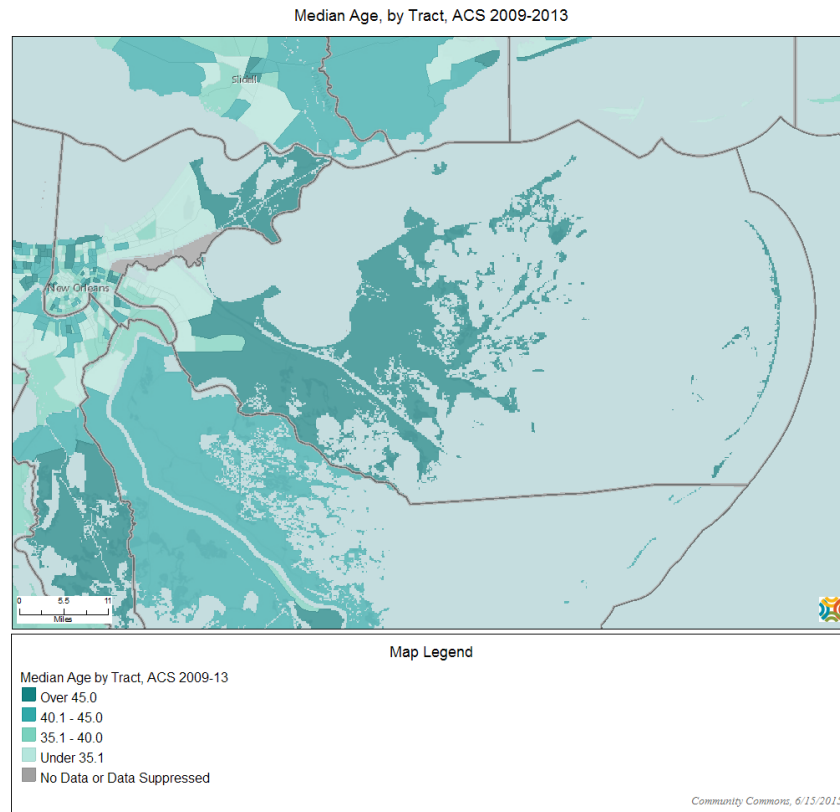 Median Age, by Tract, ACS 2009-2013
Slidell
New Orleans
0 5.5 11
Miles
Map Legend
Median Age by Tract, ACS 2009-13
Over 45.0
40.1 - 45.0
35.1 - 40.0
Under 35.1
No Data or Data Suppressed
Community Commons, 6/15/201